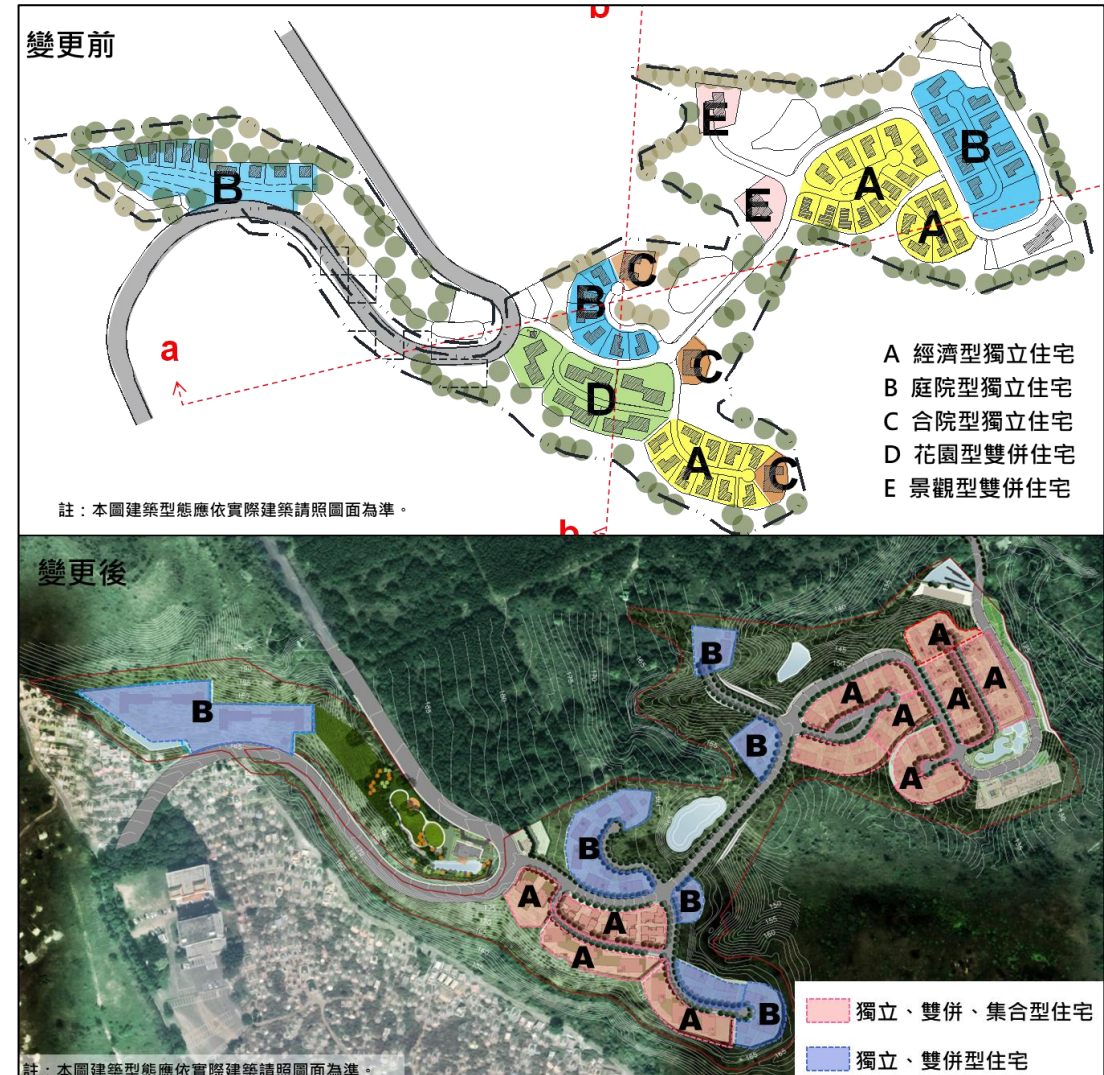 變更前
b
E
B
A
E
A
B
C
B
a
C
D
A
C
A 經濟型獨立住宅
B 庭院型獨立住宅
C 合院型獨立住宅
D 花園型雙併住宅
E 景觀型雙併住宅
註：本圖建築型態應依實際建築請照圖面為準。
b
變更後
A
B
A
A
A
A
B
B
A
B
A
B
A
A
A
B
獨立、雙併、集合型住宅
獨立、雙併型住宅
註：本圖建築型態應依實際建築請照圖面為準。